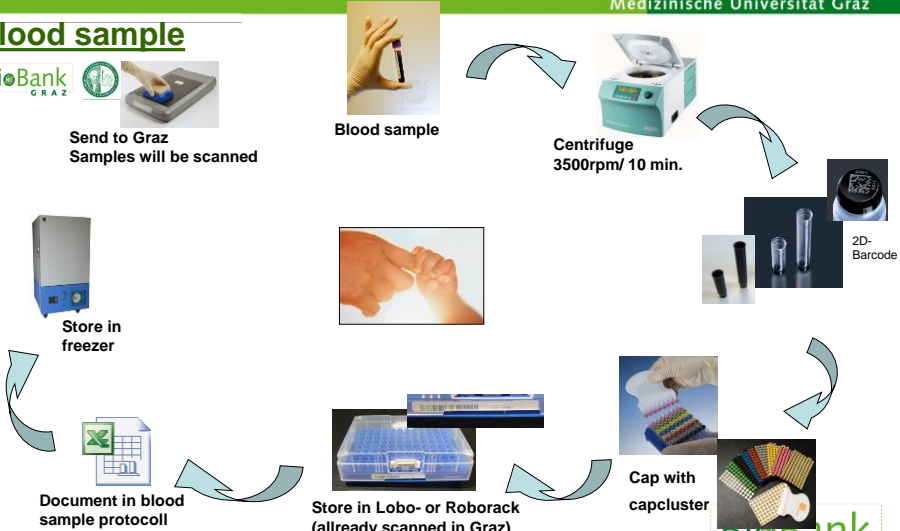 Medizinische Universität Graz
lood sample
ioBank
GRAZ
Send to Graz
Samples will be scanned
Blood sample
Centrifuge
3500rpm/ 10 min.
2D-
Barcode
Store in
freezer
Cap with
capcluster
Store in Lobo- or Roborack
(allready scanned in Graz)
Document in blood
sample protocoll
BioBank